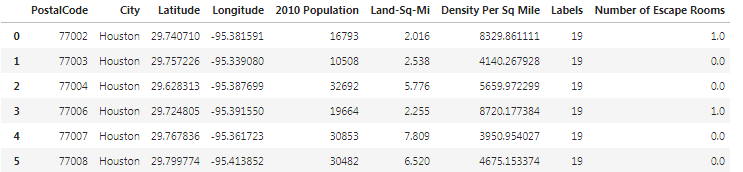 PostalCode City Latitude Longitude 2010 Population Land-Sq-Mi Density Per Sq Mile Labels Number of Escape Rooms
0 77002 Houston 29.740710 -95.381591 16793 2.016 8329.861111 19 1.0
1 77003 Houston 29.757226 -95.339080 10508 2.538 4140.267928 19 0.0
2 77004 Houston 29.628313 -95.387699 32692 5.776 5659.972299 19 0.0
3 77006 Houston 29.724805 -95.391550 19664 2.255 8720.177384 19 1.0
4 77007 Houston 29.767836 -95.361723 30853 7.809 3950.954027 19 0.0
5 77008 Houston 29.799774 -95.413852 30482 6.520 4675.153374 19 0.0